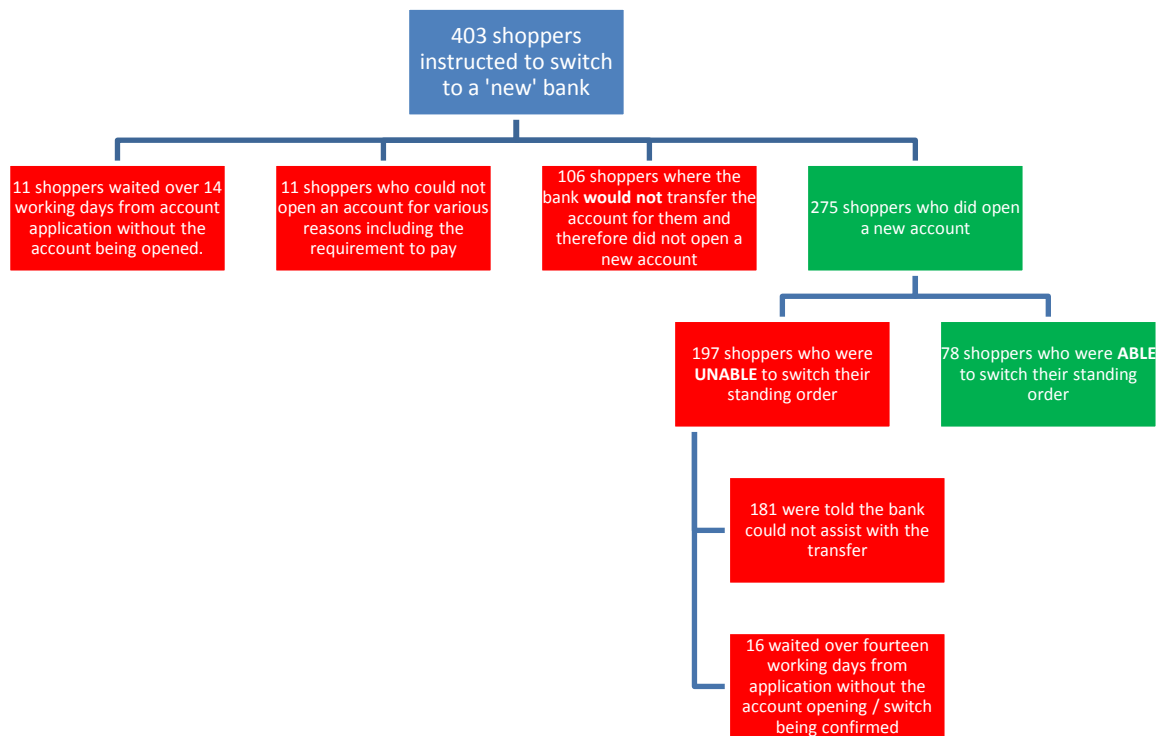 403 shoppers
instructed to switch
to a 'new' bank
11 shoppers waited over 14
working days from account
application without the
account being opened.
11 shoppers who could not
open an account for various
reasons including the
requirement to pay
106 shoppers where the
bank would not transfer the
account for them and
therefore did not open a
new account
275 shoppers who did open
a new account
197 shoppers who were
UNABLE to switch their
standing order
78 shoppers who were ABLE
to switch their standing
order
181 were told the bank
could not assist with the
transfer
16 waited over fourteen
working days from
application without the
account opening / switch
being confirmed